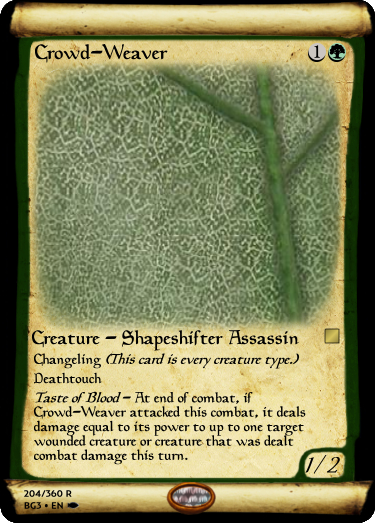 Crowd-Weaver 1
Creature – Shapeshifter Assassin
Changeling (This card is every creature type.)
Deathtouch
Taste of Blood – At end of combat, if
Crowd-Weaver attacked this combat, it deals
damage equal to its power to up to one target
wounded creature or creature that was dealt
combat damage this turn.
1/2
204/360 R
BG3 • EN